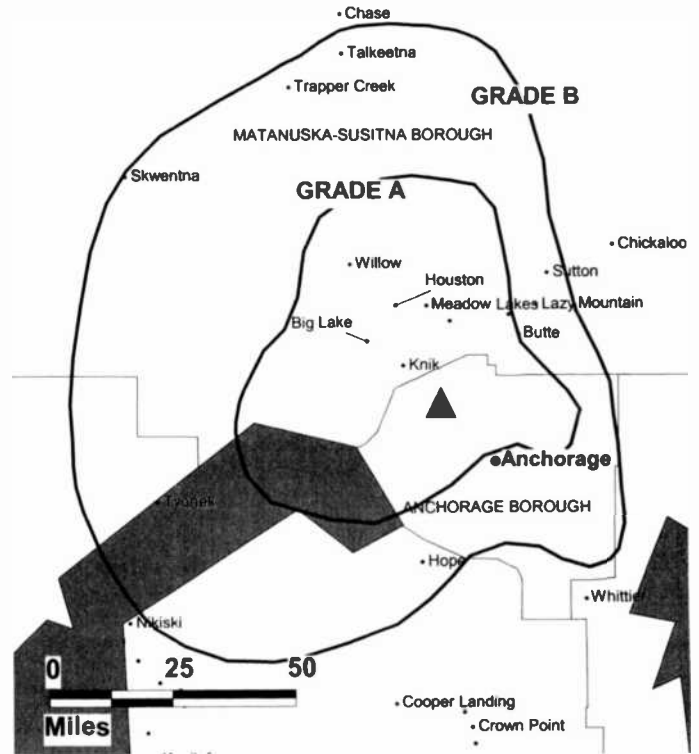 Chase
Talkeetna
Trapper Creek
GRADE B
MATANUSKA-SUSITNA BOROUGH
Skwentna
GRADE A
Chickaloo
Willow
Sutton
Houston
Meadow Lakes Lazy Mountain
Big Lake
Butte
Knik
Anchorage
Tyonek
ANCHORAGE BOROUGH
Hope
Whittier
Nikiski
0 25 50
Miles
Cooper Landing
Crown Point